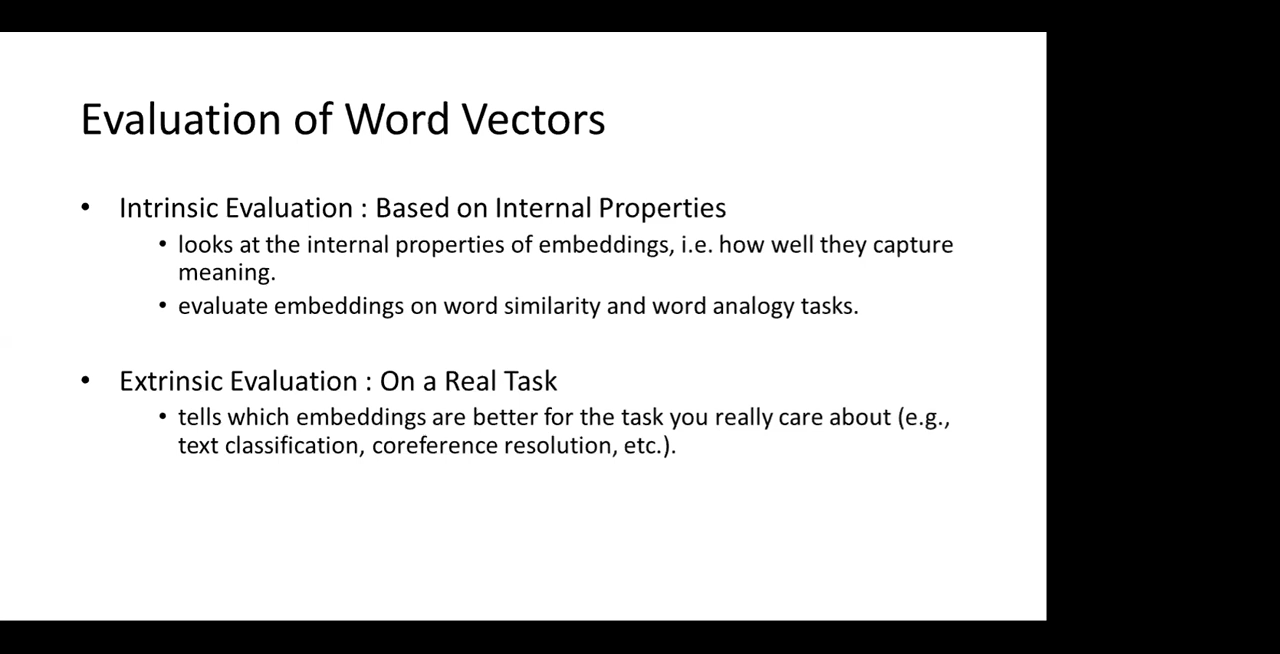 Evaluation of Word Vectors
• Intrinsic Evaluation : Based on Internal Properties
• looks at the internal properties of embeddings, i.e. how well they capture
meaning.
• evaluate embeddings on word similarity and word analogy tasks.
• Extrinsic Evaluation : On a Real Task
• tells which embeddings are better for the task you really care about (e.g.,
text classification, coreference resolution, etc.).